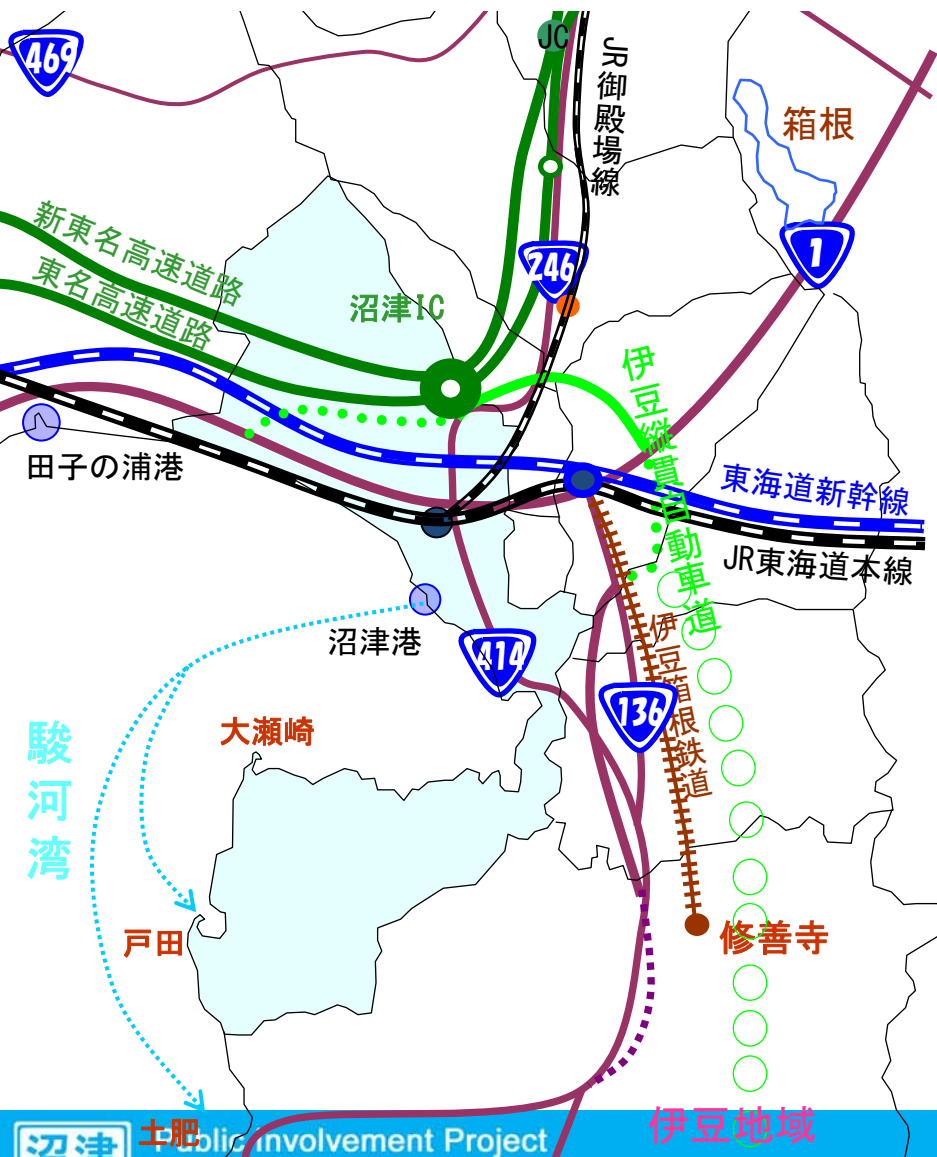 JC
469
JR御殿場線
箱根
新東名高速道路
246
1
東名高速道路
沼津IC
伊豆縦貫自動車道
田子の浦港
東海道新幹線
JR東海道本線
沼津港
414
伊豆箱根鉄道
136
大瀬崎
駿河湾
戸田
修善寺
土肥
伊豆地域
沼津
Public Involvement Project